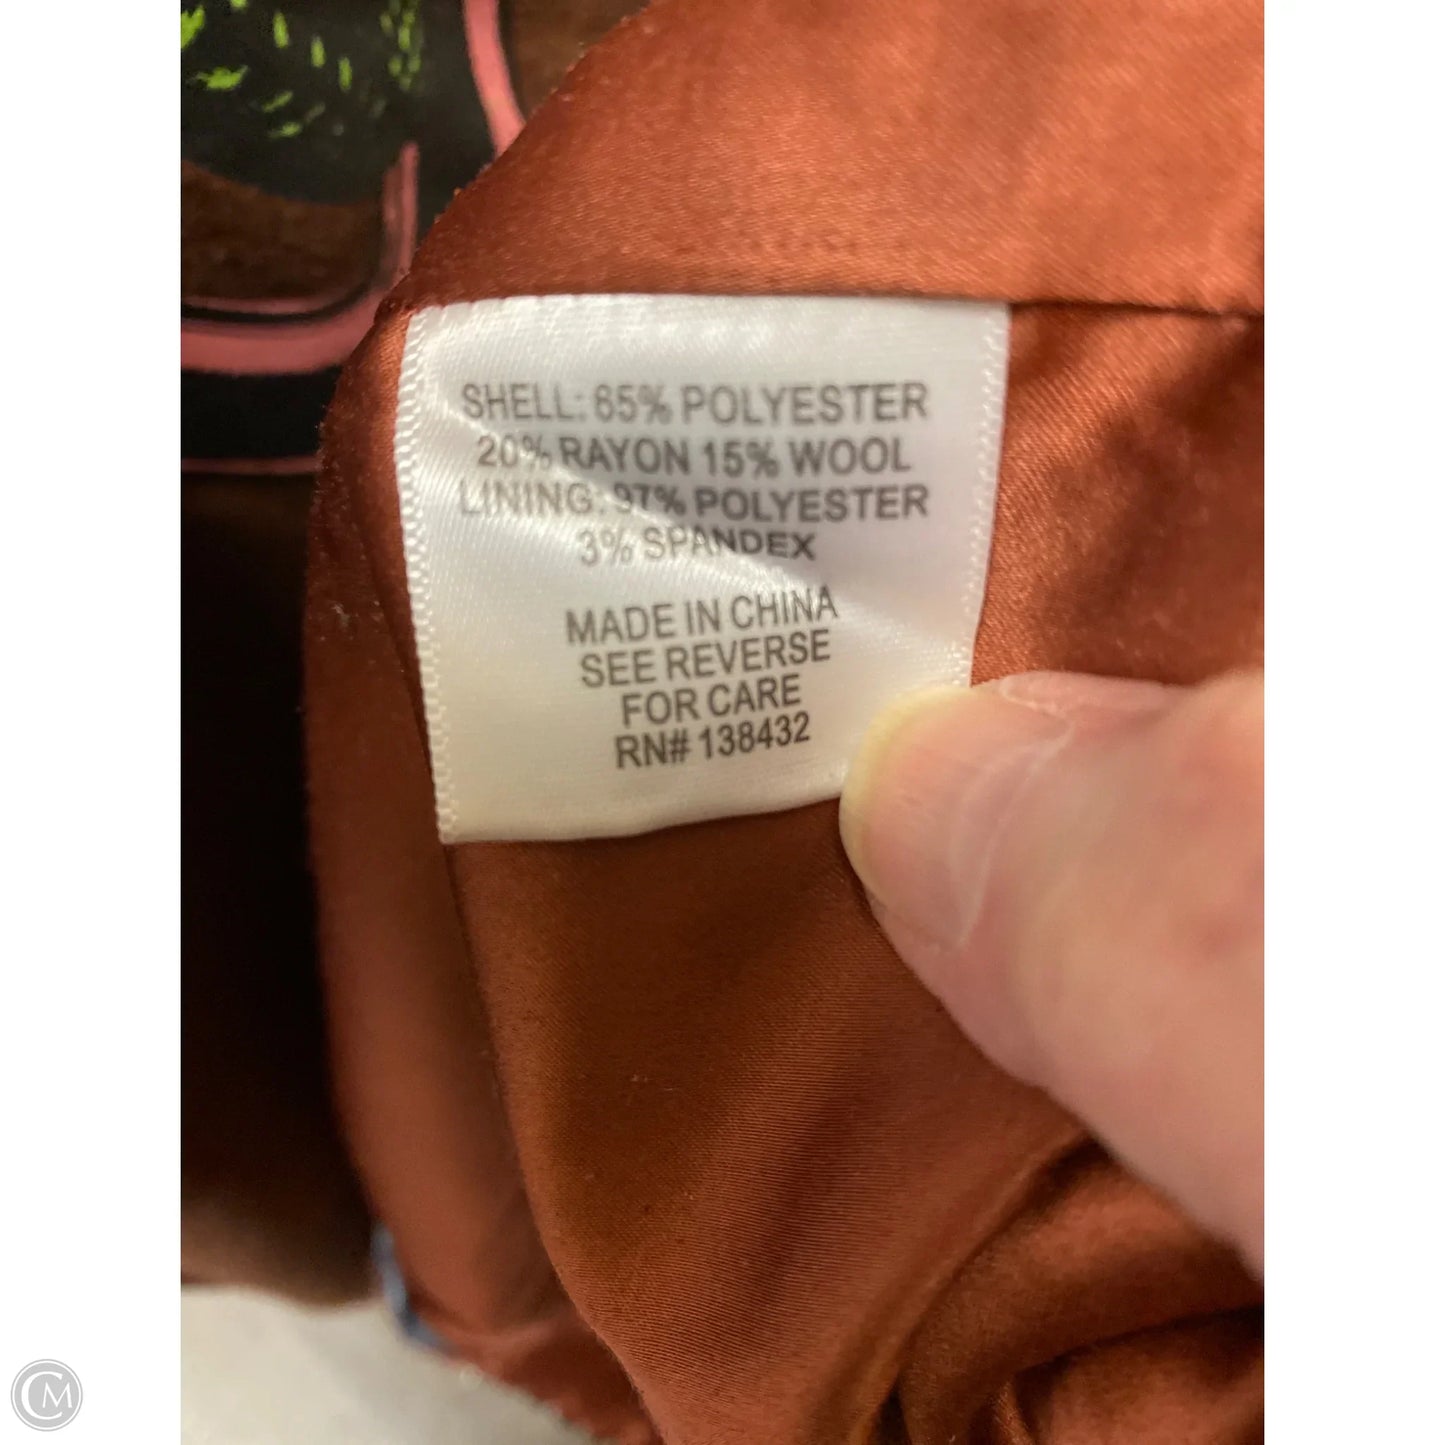 SHELL: 65% POLYESTER
20% RAYON 15% WOOL
LINING: 97% POLYESTER
3% SPANDEX
MADE IN CHINA
SEE REVERSE
FOR CARE
RN# 138432
CM